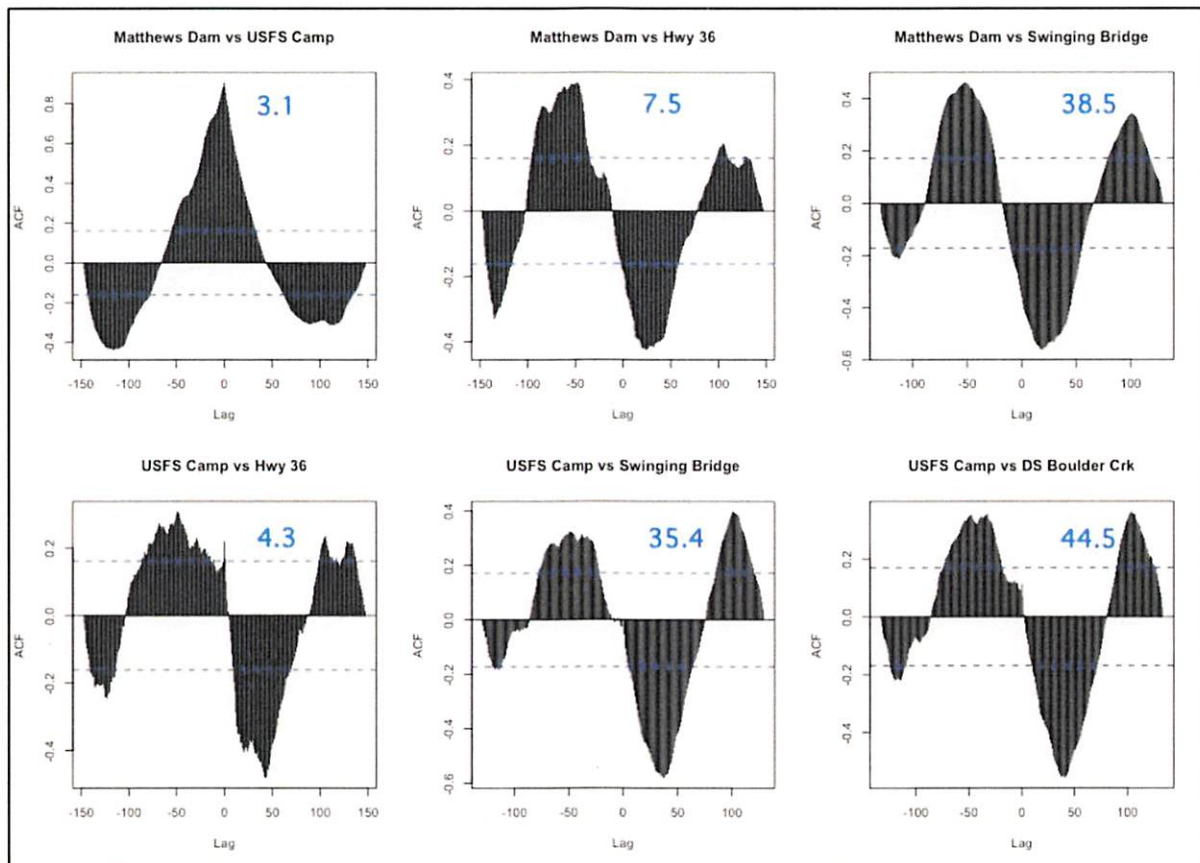 Matthews Dam vs USFS Camp
3.1
ACF
0.8
0.6
0.4
0.2
0.0
-0.2
-0.4
-150 -100 -50 0 50 100 150
Lag
Matthews Dam vs Hwy 36
7.5
ACF
0.4
0.2
0.0
-0.2
-0.4
-150 -100 -50 0 50 100 150
Lag
Matthews Dam vs Swinging Bridge
38.5
ACF
0.4
0.2
0.0
-0.2
-0.4
-0.6
-100 -50 0 50 100
Lag
USFS Camp vs Hwy 36
4.3
ACF
0.2
0.0
-0.2
-0.4
-150 -100 -50 0 50 100 150
Lag
USFS Camp vs Swinging Bridge
35.4
ACF
0.4
0.2
0.0
-0.2
-0.4
-0.6
-100 -50 0 50 100
Lag
USFS Camp vs DS Boulder Crk
44.5
ACF
0.2
0.0
-0.2
-0.4
-100 -50 0 50 100
Lag